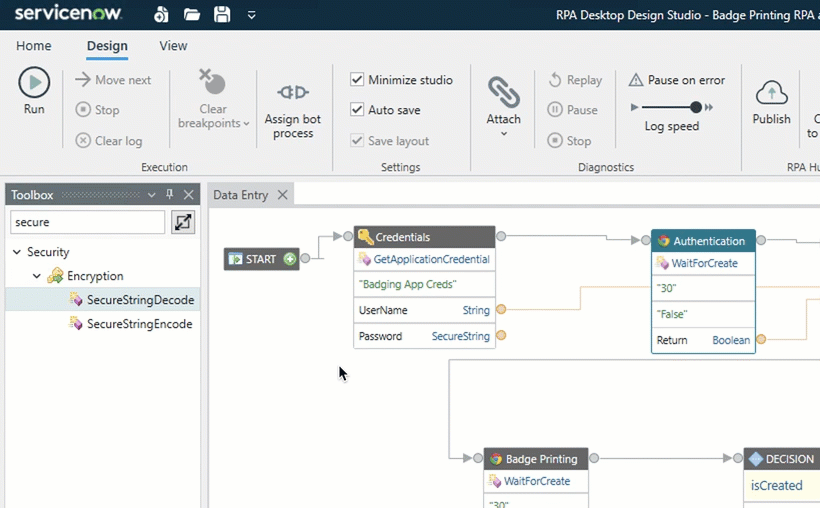 servicenow
RPA Desktop Design Studio - Badge Printing RPA
Home
Design
View
Run
Move next
Stop
Clear log
Clear
breakpoints
Assign bot
process
Execution
Minimize studio
Auto save
Save layout
Settings
Attach
Replay
Pause
Stop
Pause on error
Log speed
Diagnostics
Publish
to
RPA Hu
Toolbox
secure
Security
Encryption
SecureStringDecode
SecureStringEncode
Data Entry
START
Credentials
GetApplicationCredential
"Badging App Creds"
UserName String
Password SecureString
Authentication
WaitForCreate
"30"
"False"
Return Boolean
Badge Printing
WaitForCreate
"30"
DECISION
isCreated